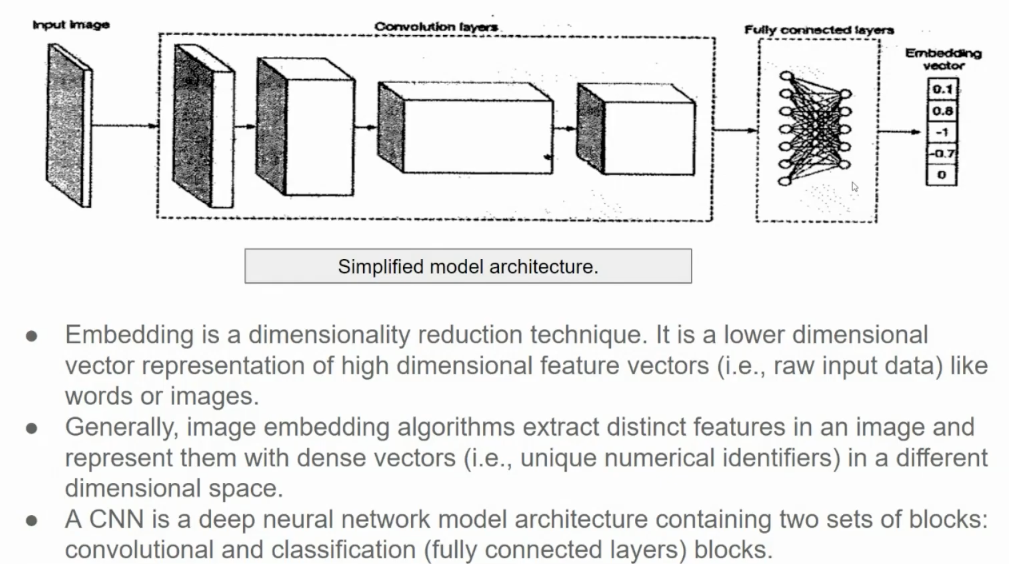 Input Image
Convolution layers
Fully connected layers
Embedding
vector
0.1
0.8
-1
-0.7
0
Simplified model architecture.
● Embedding is a dimensionality reduction technique. It is a lower dimensional
vector representation of high dimensional feature vectors (i.e., raw input data) like
words or images.
● Generally, image embedding algorithms extract distinct features in an image and
represent them with dense vectors (i.e., unique numerical identifiers) in a different
dimensional space.
● A CNN is a deep neural network model architecture containing two sets of blocks:
convolutional and classification (fully connected layers) blocks.